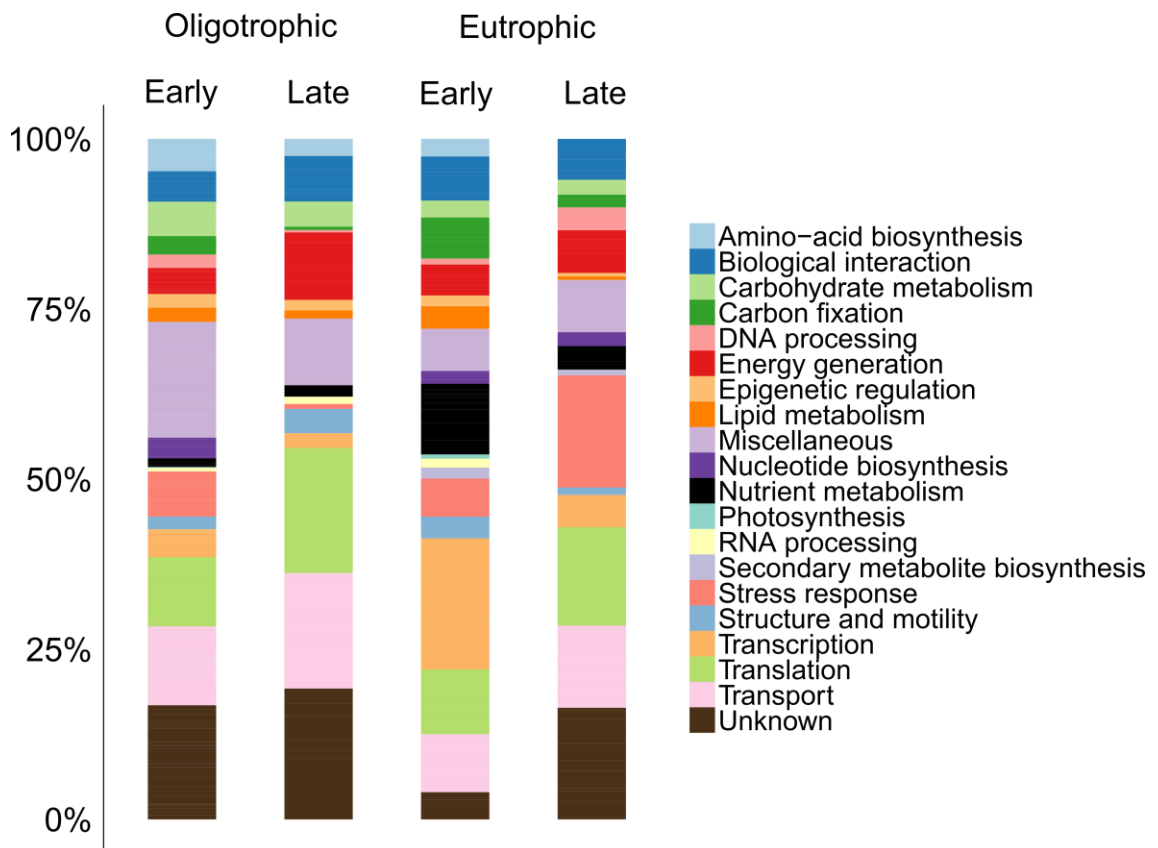 Oligotrophic Eutrophic
Early Late Early Late
100%
75%
50%
25%
0%
Amino−acid biosynthesis
Biological interaction
Carbohydrate metabolism
Carbon fixation
DNA processing
Energy generation
Epigenetic regulation
Lipid metabolism
Miscellaneous
Nucleotide biosynthesis
Nutrient metabolism
Photosynthesis
RNA processing
Secondary metabolite biosynthesis
Stress response
Structure and motility
Transcription
Translation
Transport
Unknown